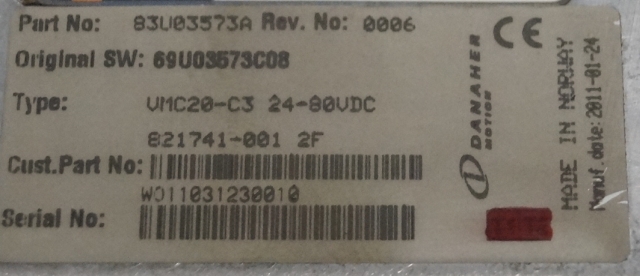 Part No: 83U03573A Rev. No: 0006
Original SW: 69U03573C08
Type: VMC20-C3 24-80VDC
821741-001 2F
Cust.Part No:
WO11031230010
Serial No:
DANAHER
MOTION
CE
MADE IN NORWAY
Manuf.date:2011-01-24